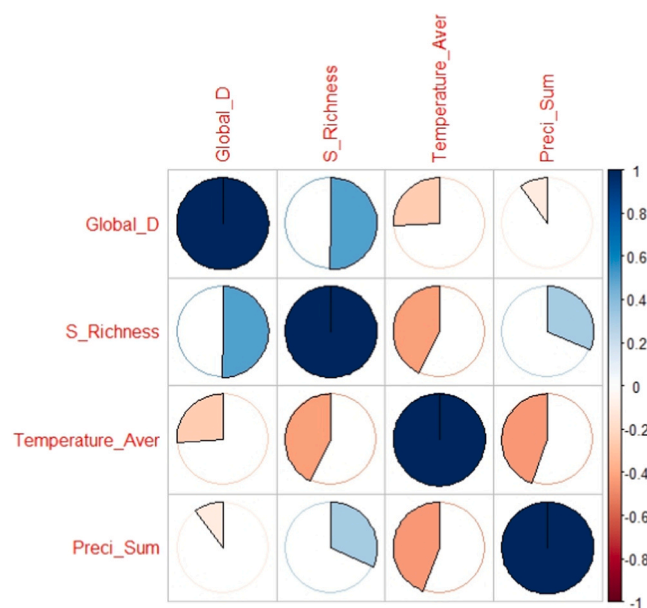 Global_D
S_Richness
Temperature_Aver
Preci_Sum
Global_D
S_Richness
Temperature_Aver
Preci_Sum
1
0.8
0.6
0.4
0.2
0
-0.2
-0.4
-0.6
-0.8
-1